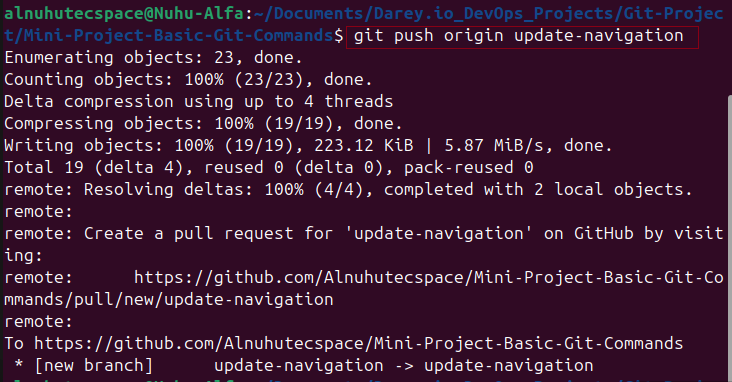 alnuhutecspace@Nuhu-Alfa:~/Documents/Darey.io_DevOps_Projects/Git-Projec
t/Mini-Project-Basic-Git-Commands$ git push origin update-navigation
Enumerating objects: 23, done.
Counting objects: 100% (23/23), done.
Delta compression using up to 4 threads
Compressing objects: 100% (19/19), done.
Writing objects: 100% (19/19), 223.12 KiB | 5.87 MiB/s, done.
Total 19 (delta 4), reused 0 (delta 0), pack-reused 0
remote: Resolving deltas: 100% (4/4), completed with 2 local objects.
remote:
remote: Create a pull request for 'update-navigation' on GitHub by visit
ing:
remote:      https://github.com/Alnuhutecspace/Mini-Project-Basic-Git-Co
mmands/pull/new/update-navigation
remote:
To https://github.com/Alnuhutecspace/Mini-Project-Basic-Git-Commands
 * [new branch]      update-navigation -> update-navigation